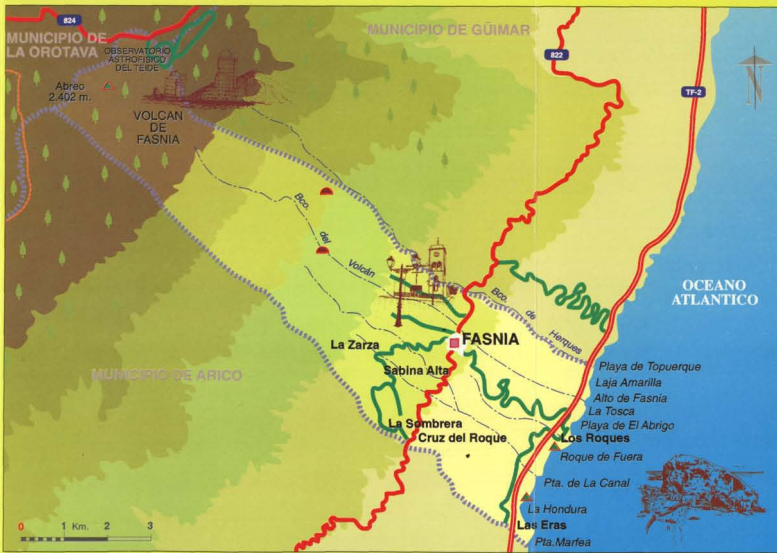 824
MUNICIPIO DE
LA OROTAVA
OBSERVATORIO
ASTROFISICO
DEL TEIDE
Abreo
2.402 m.
VOLCAN
DE
FASNIA
MUNICIPIO DE GÜIMAR
822
TF-2
N
Bco. del Volcán
Bco. de Herques
OCEANO
ATLANTICO
FASNIA
La Zarza
Sabina Alta
MUNICIPIO DE ARICO
La Sombrera
Cruz del Roque
Playa de Topuerque
Laja Amarilla
Alto de Fasnia
La Tosca
Playa de El Abrigo
Los Roques
Roque de Fuera
Pta. de La Canal
La Hondura
Las Eras
Pta.Marfea
0 1 Km. 2 3